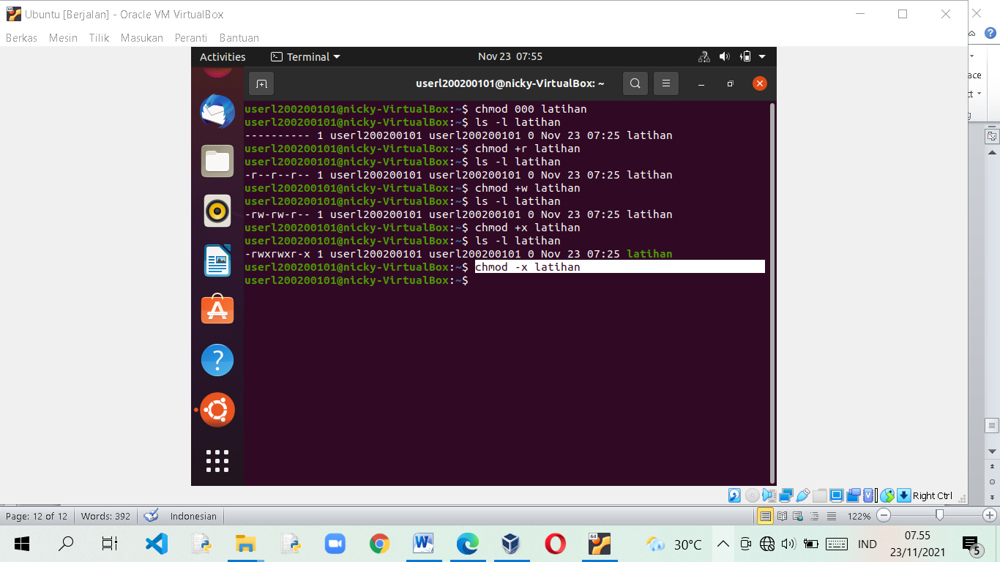 Ubuntu [Berjalan] - Oracle VM VirtualBox
Berkas Mesin Tilik Masukan Peranti Bantuan
Activities Terminal Nov 23 07:55
userl200200101@nicky-VirtualBox: ~
userl200200101@nicky-VirtualBox:~$ chmod 000 latihan
userl200200101@nicky-VirtualBox:~$ ls -l latihan
---------- 1 userl200200101 userl200200101 0 Nov 23 07:25 latihan
userl200200101@nicky-VirtualBox:~$ chmod +r latihan
userl200200101@nicky-VirtualBox:~$ ls -l latihan
-r--r--r-- 1 userl200200101 userl200200101 0 Nov 23 07:25 latihan
userl200200101@nicky-VirtualBox:~$ chmod +w latihan
userl200200101@nicky-VirtualBox:~$ ls -l latihan
-rw-rw-r-- 1 userl200200101 userl200200101 0 Nov 23 07:25 latihan
userl200200101@nicky-VirtualBox:~$ chmod +x latihan
userl200200101@nicky-VirtualBox:~$ ls -l latihan
-rwxrwxr-x 1 userl200200101 userl200200101 0 Nov 23 07:25 latihan
userl200200101@nicky-VirtualBox:~$ chmod -x latihan
userl200200101@nicky-VirtualBox:~$
Right Ctrl
Page: 12 of 12 Words: 392 Indonesian 122%
30°C IND 07.55
23/11/2021 5